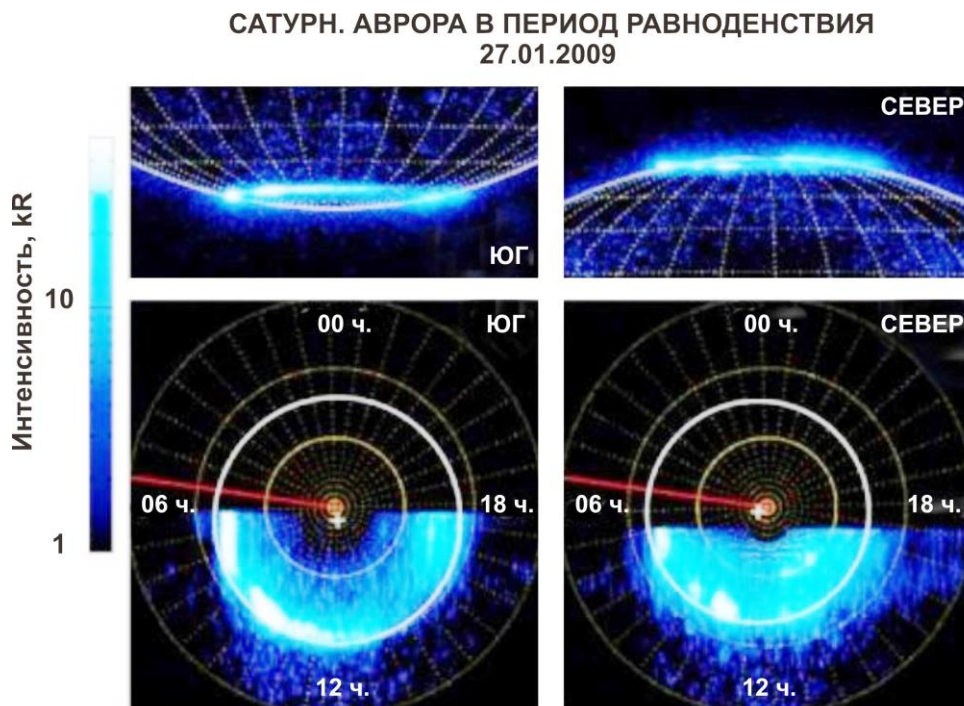 САТУРН. АВРОРА В ПЕРИОД РАВНОДЕНСТВИЯ
27.01.2009
Интенсивность, kR
10
1
ЮГ
СЕВЕР
00 ч.
ЮГ
06 ч.
18 ч.
12 ч.
00 ч.
СЕВЕР
06 ч.
18 ч.
12 ч.